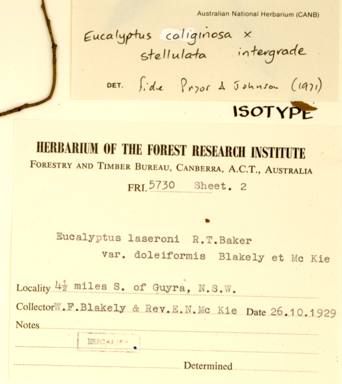 Australian National Herbarium (CANB)
Eucalyptus caliginosa x
stellulata intergrade
DET. fide Pryor & Johnson (1971)
ISOTYPE
HERBARIUM OF THE FOREST RESEARCH INSTITUTE
FORESTRY AND TIMBER BUREAU, CANBERRA, A.C.T., AUSTRALIA
FRI. 5730 Sheet. 2
Eucalyptus laseroni R.T.Baker
var. doleiformis Blakely et Mc Kie
Locality 4½ miles S. of Guyra, N.S.W.
Collector W.F.Blakely & Rev.E.N.Mc Kie Date 26.10.1929
Notes
Determined